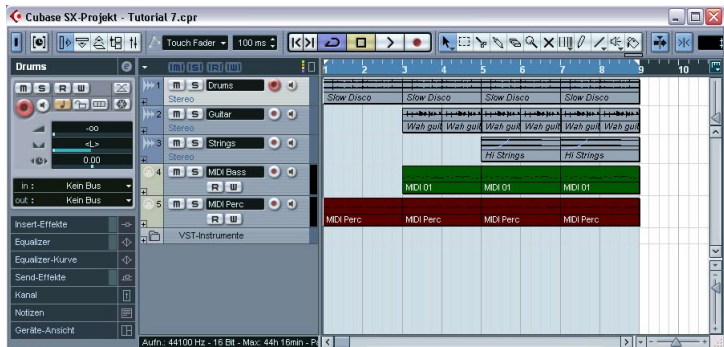 Cubase SX-Projekt - Tutorial 7.cpr
Touch Fader 100 ms
Drums
m s R w
m S R W
-oo
<L>
0.00
in : Kein Bus
out : Kein Bus
Insert-Effekte
Equalizer
Equalizer-Kurve
Send-Effekte
Kanal
Notizen
Geräte-Ansicht
1 m S Drums
Stereo
2 m S Guitar
Stereo
3 m S Strings
Stereo
4 m S MIDI Bass
R W
5 m S MIDI Perc
R W
VST-Instrumente
1 2 3 4 5 6 7 8 9 10
Slow Disco Slow Disco Slow Disco Slow Disco
Wah guit Wah guit Wah guit Wah guit Wah guit Wah guit
Hi Strings Hi Strings
MIDI 01 MIDI 01 MIDI 01
MIDI Perc MIDI Perc MIDI Perc MIDI Perc
Aufn.: 44100 Hz - 16 Bit - Max: 44h 16min -